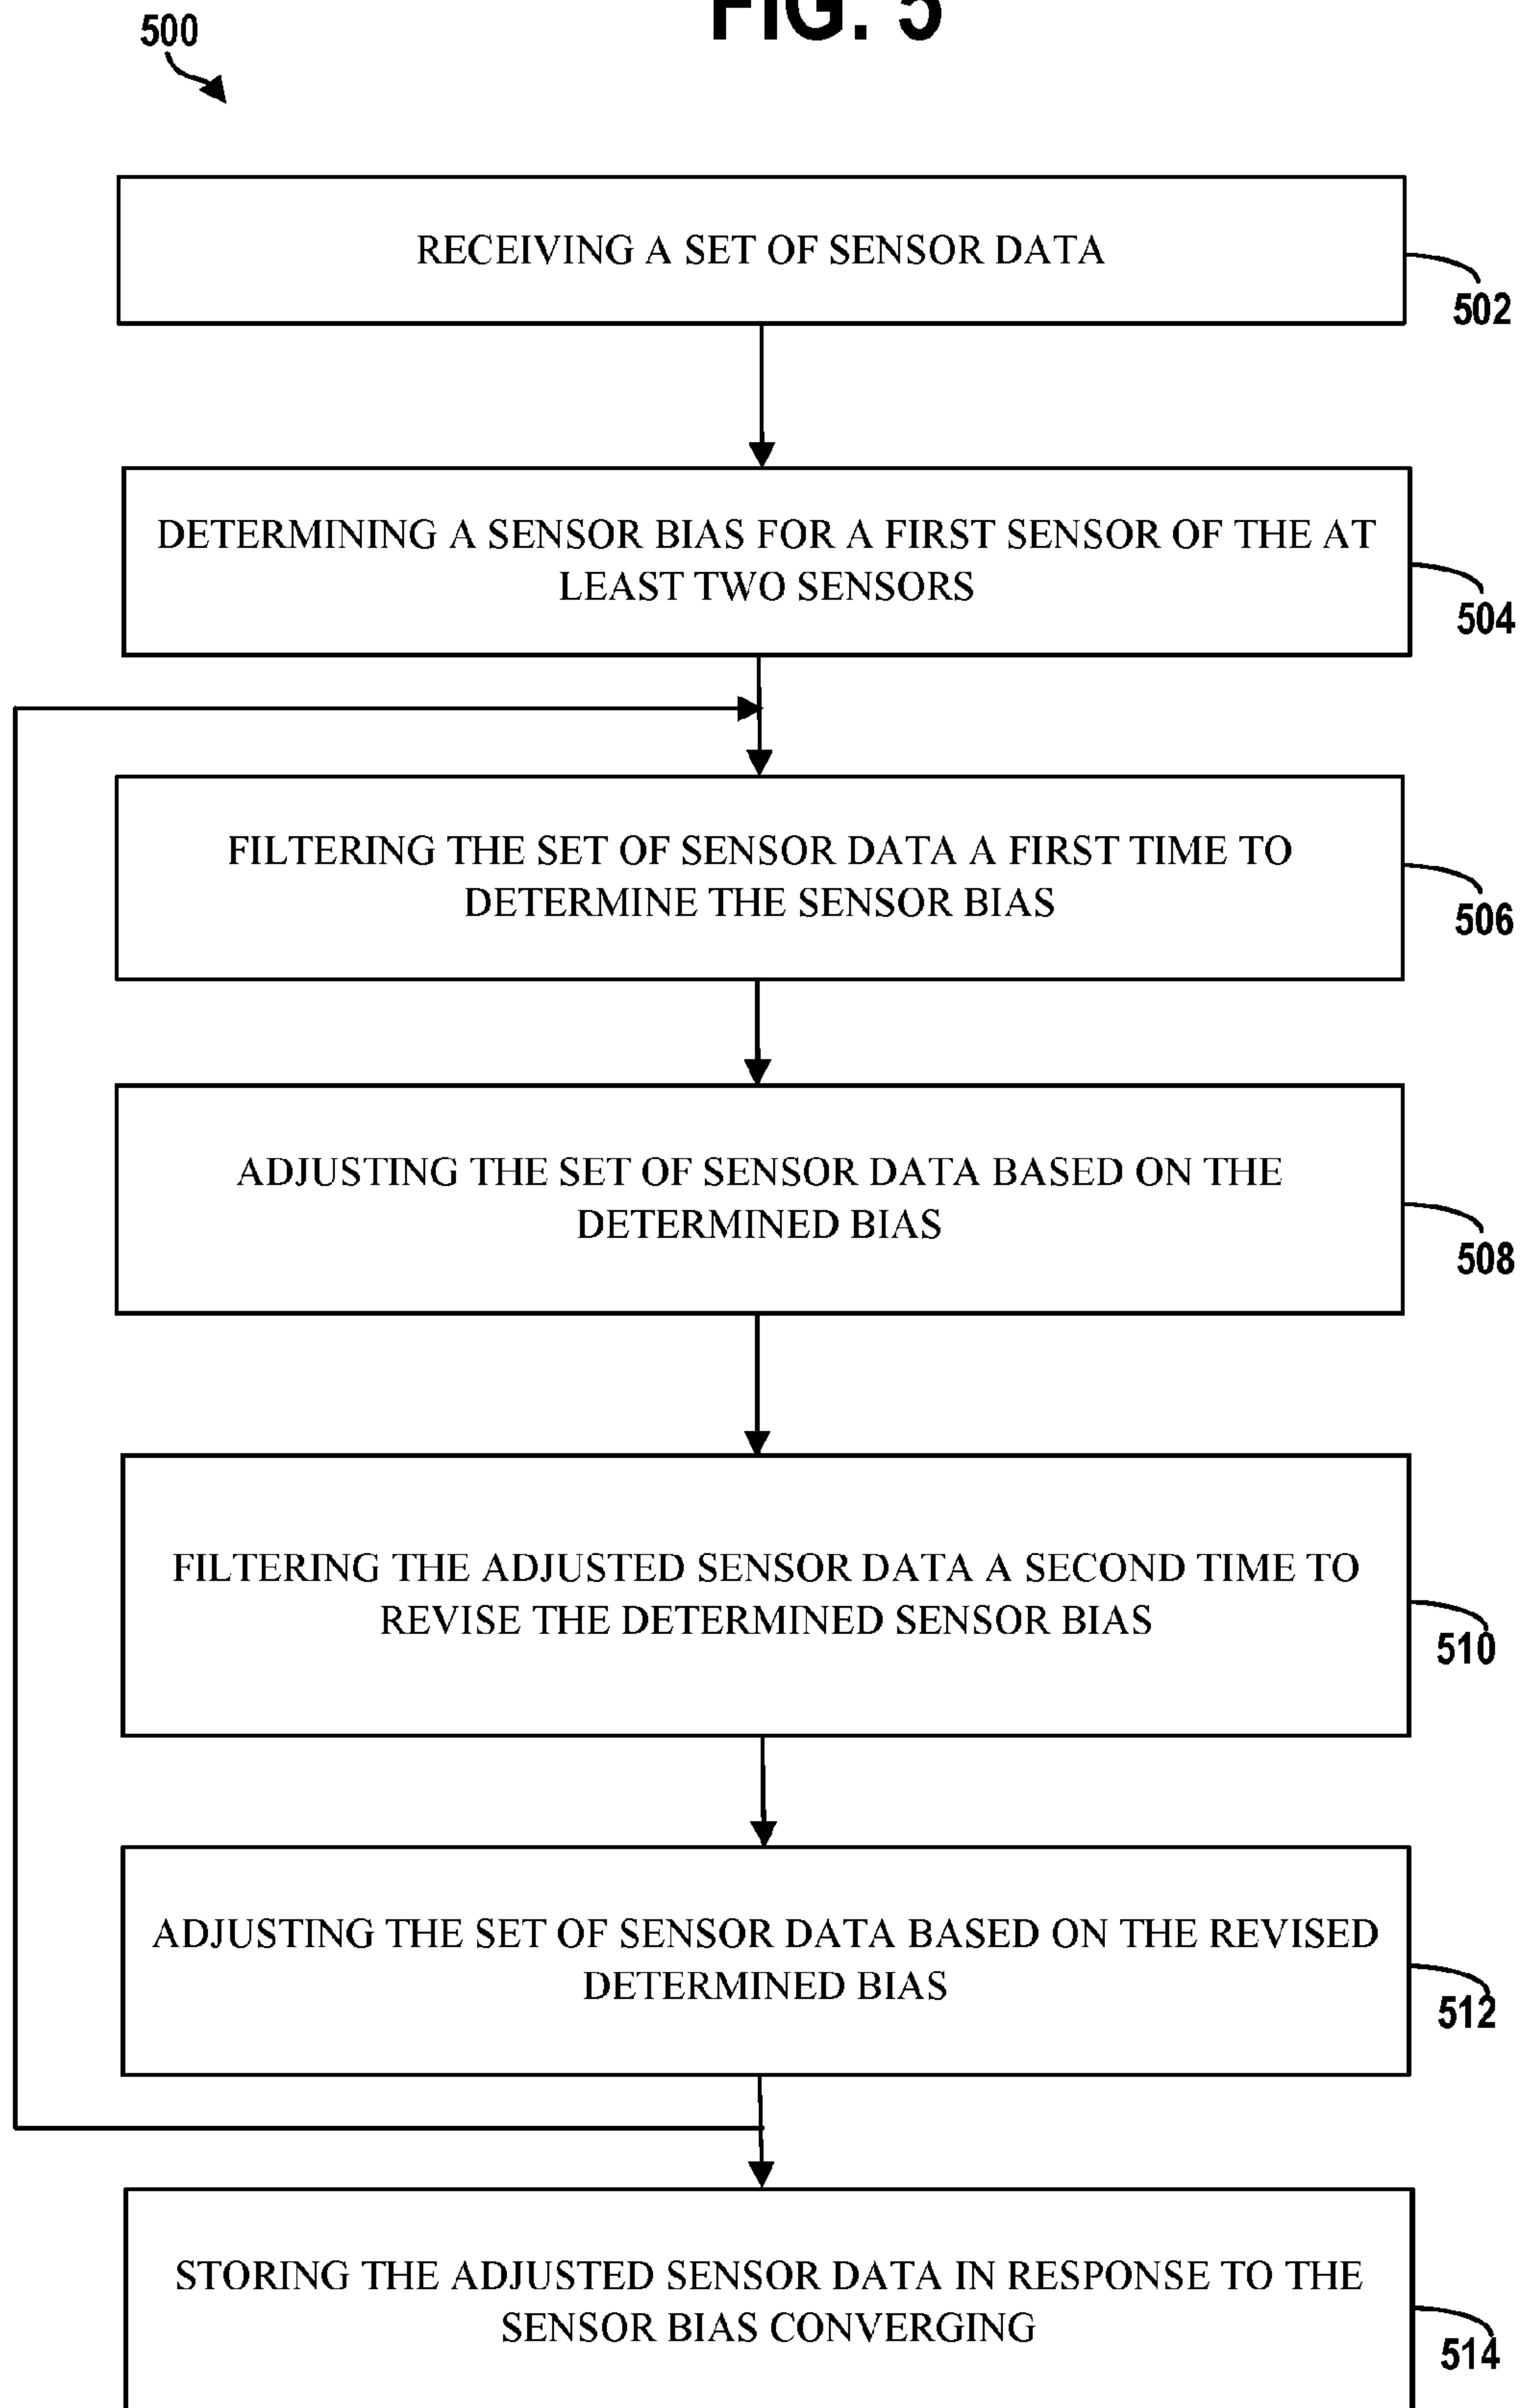 FIG. 5
500
RECEIVING A SET OF SENSOR DATA
502
DETERMINING A SENSOR BIAS FOR A FIRST SENSOR OF THE AT
LEAST TWO SENSORS
504
FILTERING THE SET OF SENSOR DATA A FIRST TIME TO
DETERMINE THE SENSOR BIAS
506
ADJUSTING THE SET OF SENSOR DATA BASED ON THE
DETERMINED BIAS
508
FILTERING THE ADJUSTED SENSOR DATA A SECOND TIME TO
REVISE THE DETERMINED SENSOR BIAS
510
ADJUSTING THE SET OF SENSOR DATA BASED ON THE REVISED
DETERMINED BIAS
512
STORING THE ADJUSTED SENSOR DATA IN RESPONSE TO THE
SENSOR BIAS CONVERGING
514